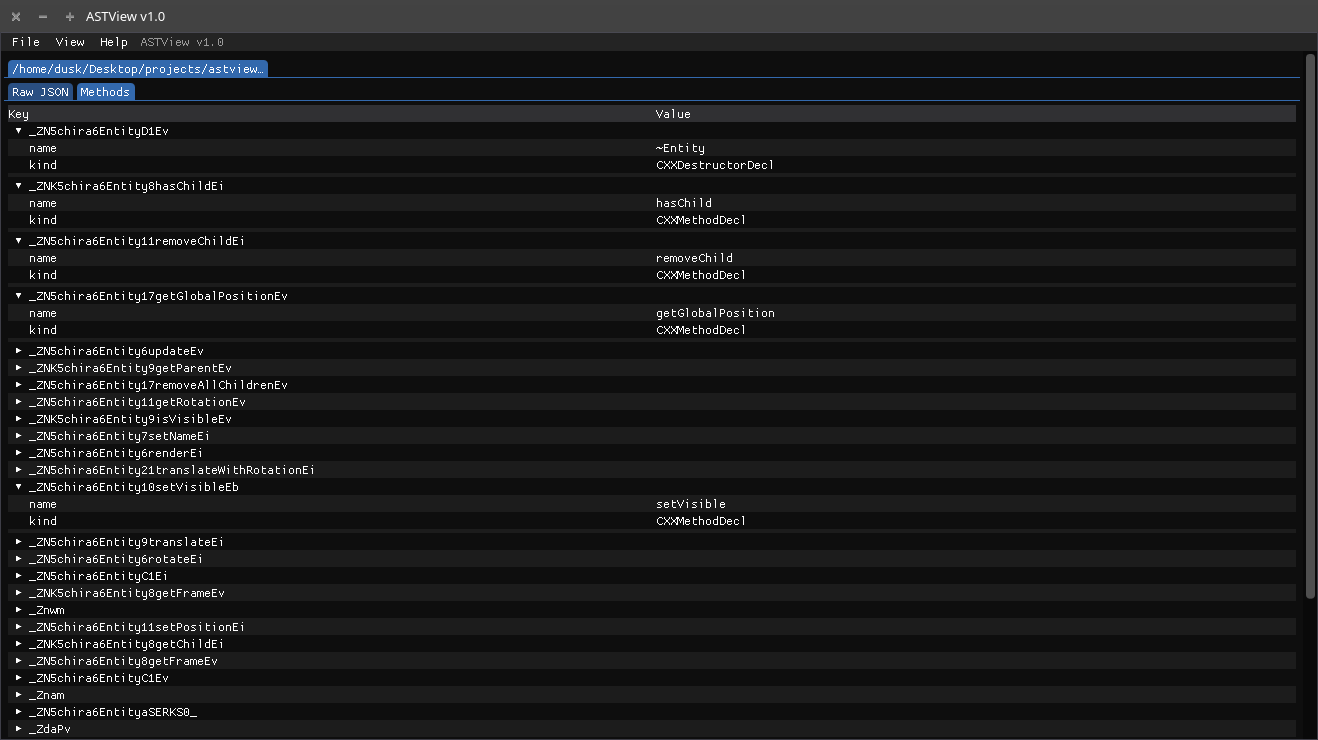 ASTView v1.0
File View Help ASTView v1.0
/home/dusk/Desktop/projects/astview…
Raw JSON Methods
Key Value
_ZN5chira6EntityD1Ev
name ~Entity
kind CXXDestructorDecl
_ZNK5chira6Entity8hasChildEi
name hasChild
kind CXXMethodDecl
_ZN5chira6Entity11removeChildEi
name removeChild
kind CXXMethodDecl
_ZN5chira6Entity17getGlobalPositionEv
name getGlobalPosition
kind CXXMethodDecl
_ZN5chira6Entity6updateEv
_ZNK5chira6Entity9getParentEv
_ZN5chira6Entity17removeAllChildrenEv
_ZN5chira6Entity11getRotationEv
_ZNK5chira6Entity9isVisibleEv
_ZN5chira6Entity7setNameEi
_ZN5chira6Entity6renderEi
_ZN5chira6Entity21translateWithRotationEi
_ZN5chira6Entity10setVisibleEb
name setVisible
kind CXXMethodDecl
_ZN5chira6Entity9translateEi
_ZN5chira6Entity6rotateEi
_ZN5chira6EntityC1Ei
_ZNK5chira6Entity8getFrameEv
_Znwm
_ZN5chira6Entity11setPositionEi
_ZNK5chira6Entity8getChildEi
_ZN5chira6Entity8getFrameEv
_ZN5chira6EntityC1Ev
_Znam
_ZN5chira6EntityaSERKS0_
_ZdaPv